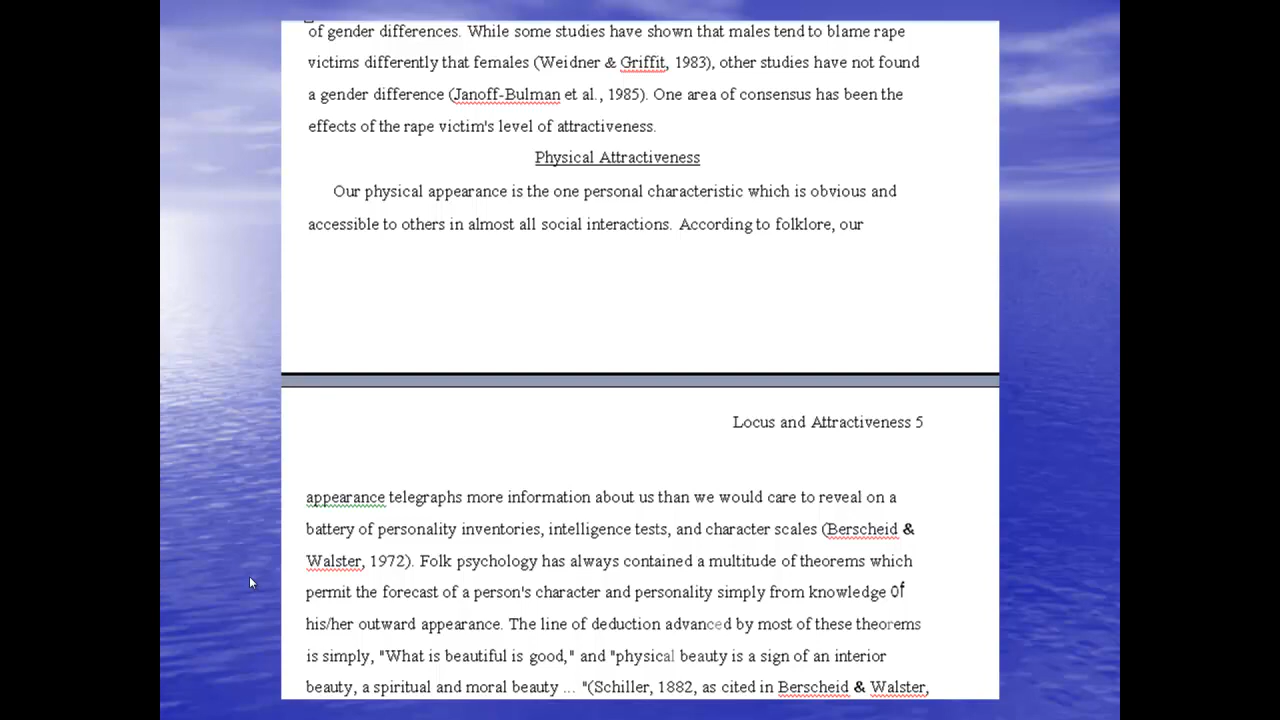 of gender differences. While some studies have shown that males tend to blame rape
victims differently that females (Weidner & Griffit, 1983), other studies have not found
a gender difference (Janoff-Bulman et al., 1985). One area of consensus has been the
effects of the rape victim's level of attractiveness.
Physical Attractiveness
Our physical appearance is the one personal characteristic which is obvious and
accessible to others in almost all social interactions. According to folklore, our
Locus and Attractiveness 5
appearance telegraphs more information about us than we would care to reveal on a
battery of personality inventories, intelligence tests, and character scales (Berscheid &
Walster, 1972). Folk psychology has always contained a multitude of theorems which
permit the forecast of a person's character and personality simply from knowledge 0f
his/her outward appearance. The line of deduction advanced by most of these theorems
is simply, "What is beautiful is good," and "physical beauty is a sign of an interior
beauty, a spiritual and moral beauty ... "(Schiller, 1882, as cited in Berscheid & Walster,